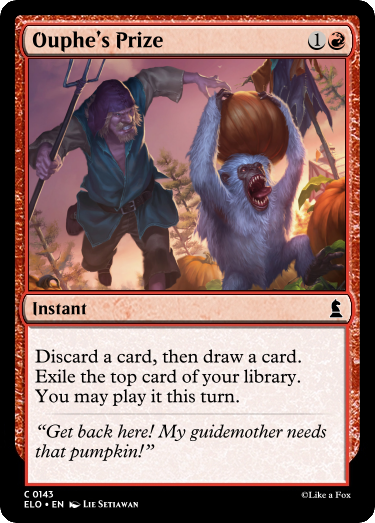 Ouphe's Prize 1
Instant
Discard a card, then draw a card.
Exile the top card of your library.
You may play it this turn.
“Get back here! My guidemother needs
that pumpkin!”
C 0143
ELO • EN Lie Setiawan
©Like a Fox